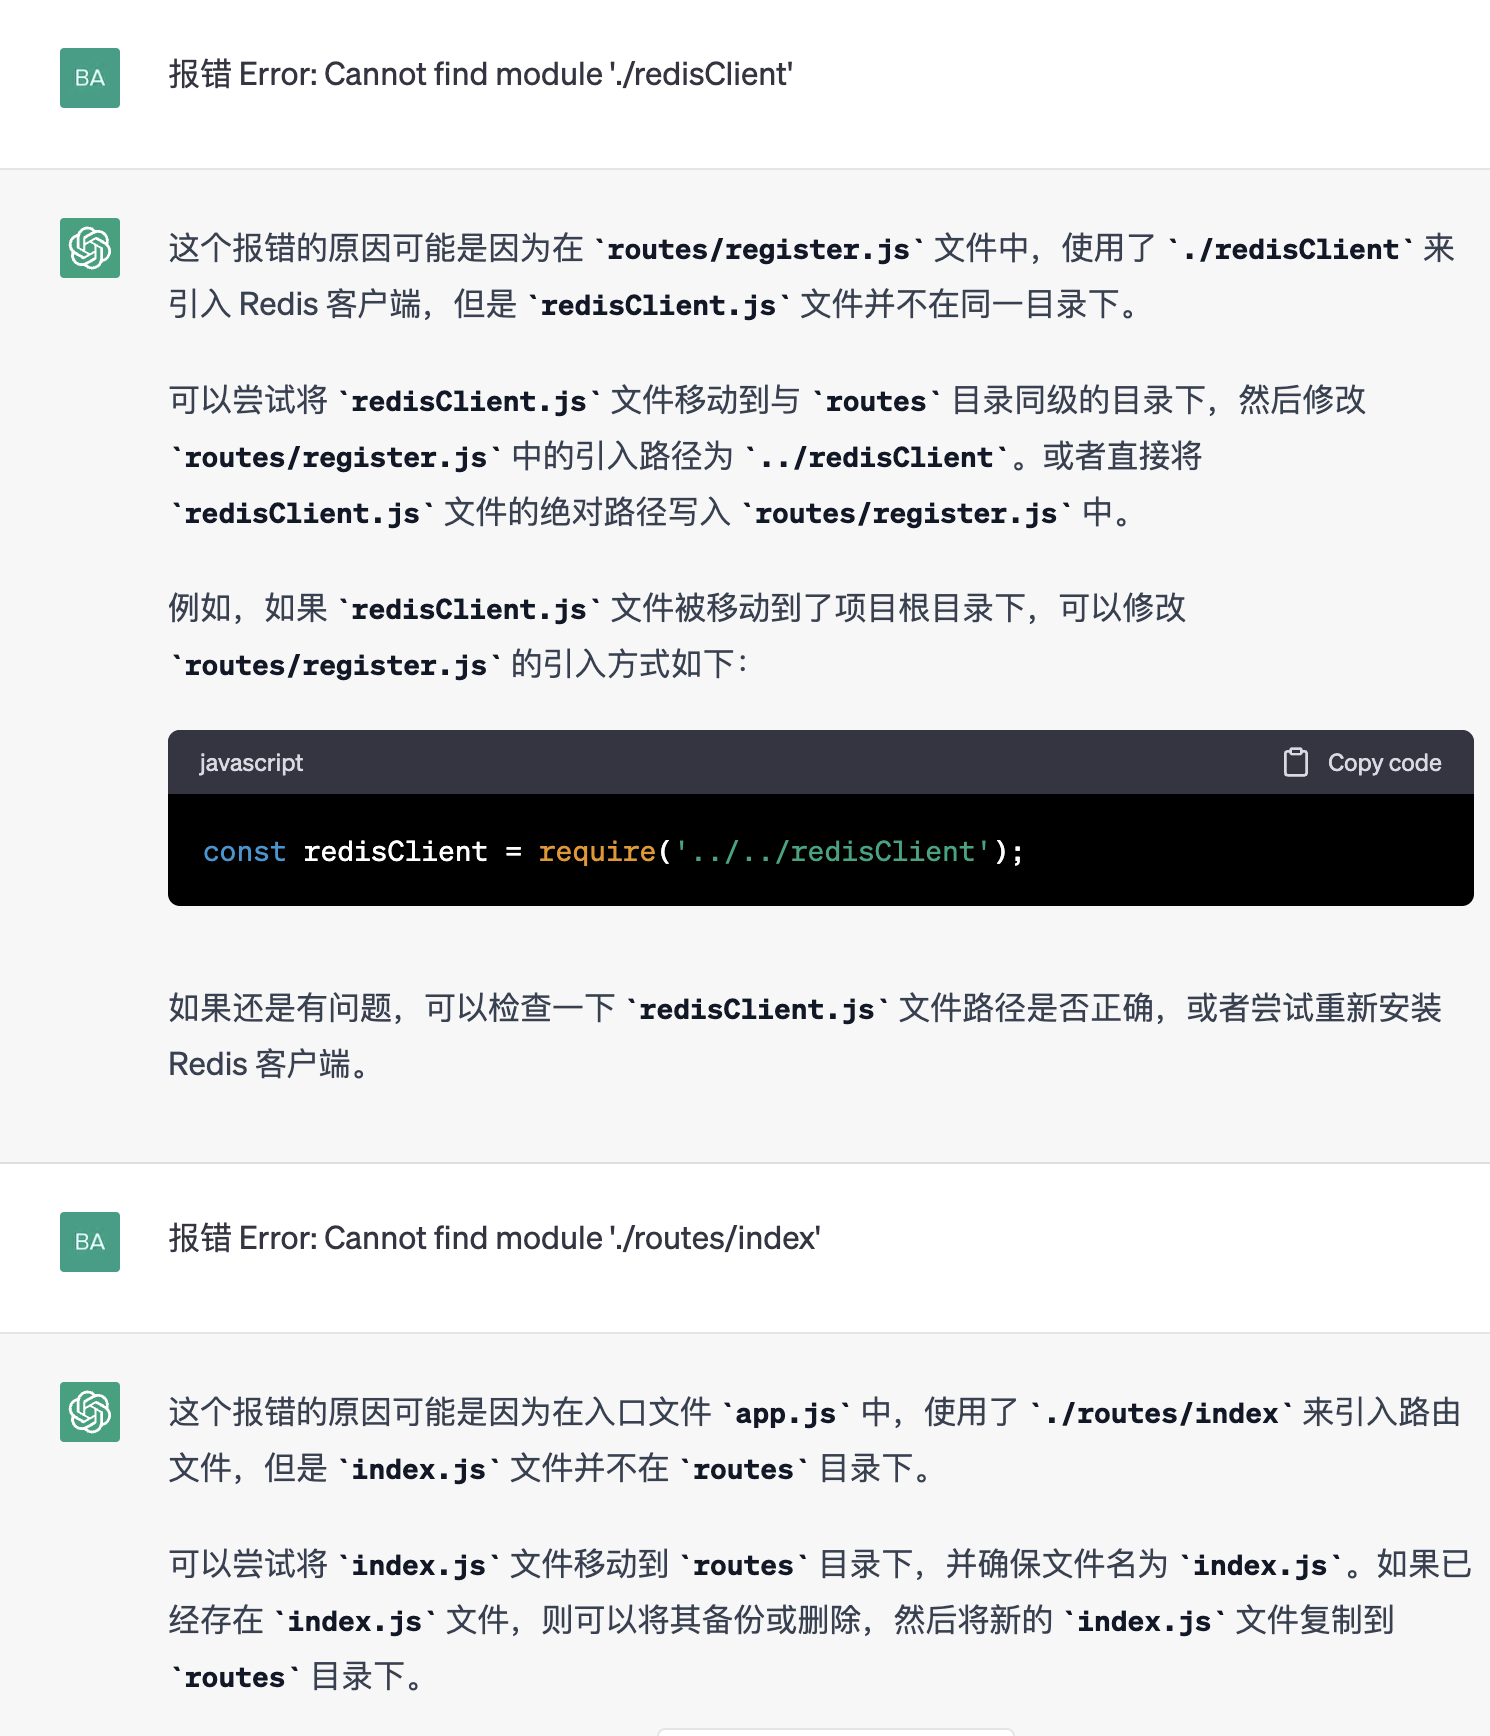 BA
报错 Error: Cannot find module './redisClient'
这个报错的原因可能是因为在 `routes/register.js` 文件中，使用了 `./redisClient` 来
引入 Redis 客户端，但是 `redisClient.js` 文件并不在同一目录下。
可以尝试将 `redisClient.js` 文件移动到与 `routes` 目录同级的目录下，然后修改
`routes/register.js` 中的引入路径为 `../redisClient`。或者直接将
`redisClient.js` 文件的绝对路径写入 `routes/register.js` 中。
例如，如果 `redisClient.js` 文件被移动到了项目根目录下，可以修改
`routes/register.js` 的引入方式如下：
javascript Copy code
const redisClient = require('../../redisClient');
如果还是有问题，可以检查一下 `redisClient.js` 文件路径是否正确，或者尝试重新安装
Redis 客户端。
BA
报错 Error: Cannot find module './routes/index'
这个报错的原因可能是因为在入口文件 `app.js` 中，使用了 `./routes/index` 来引入路由
文件，但是 `index.js` 文件并不在 `routes` 目录下。
可以尝试将 `index.js` 文件移动到 `routes` 目录下，并确保文件名为 `index.js`。如果已
经存在 `index.js` 文件，则可以将其备份或删除，然后将新的 `index.js` 文件复制到
`routes` 目录下。